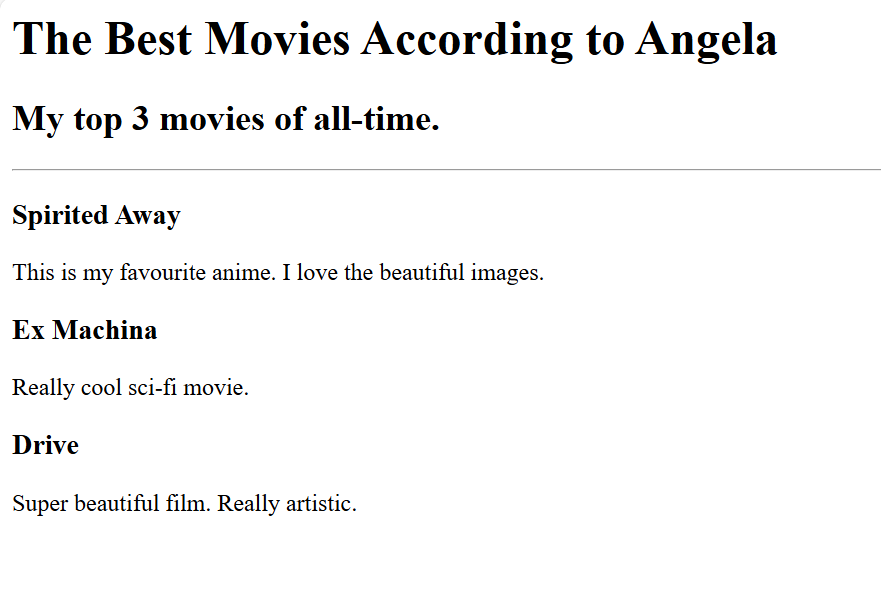 The Best Movies According to Angela
My top 3 movies of all-time.
Spirited Away
This is my favourite anime. I love the beautiful images.
Ex Machina
Really cool sci-fi movie.
Drive
Super beautiful film. Really artistic.